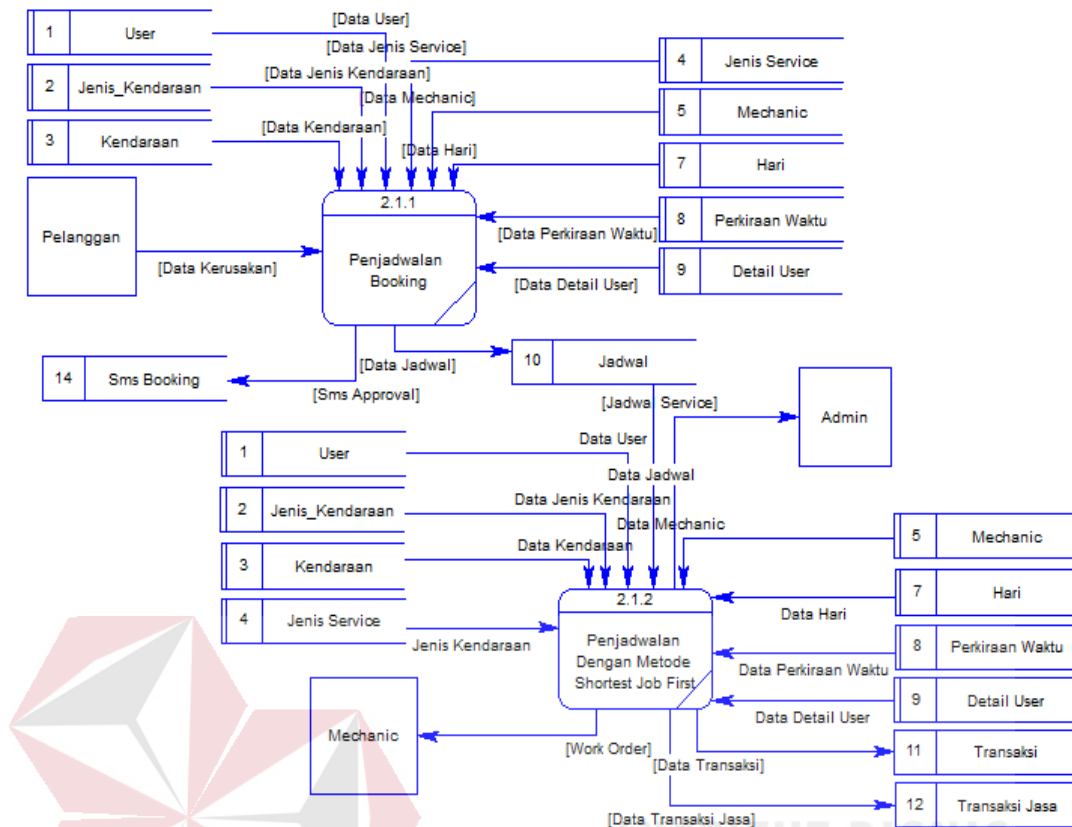 1 User
[Data User]
[Data Jenis Service]
4 Jenis Service
2 Jenis_Kendaraan
[Data Jenis Kendaraan]
[Data Mechanic]
5 Mechanic
3 Kendaraan
[Data Kendaraan]
[Data Hari]
7 Hari
Pelanggan
[Data Kerusakan]
2.1.1
Penjadwalan
Booking
8 Perkiraan Waktu
[Data Perkiraan Waktu]
9 Detail User
[Data Detail User]
14 Sms Booking
[Sms Approval]
[Data Jadwal]
10 Jadwal
[Jadwal Service]
Admin
1 User
Data User
Data Jadwal
2 Jenis_Kendaraan
Data Jenis Kendaraan
Data Mechanic
5 Mechanic
3 Kendaraan
Data Kendaraan
4 Jenis Service
Jenis Kendaraan
2.1.2
Penjadwalan
Dengan Metode
Shortest Job First
7 Hari
Data Hari
8 Perkiraan Waktu
Data Perkiraan Waktu
9 Detail User
Data Detail User
Mechanic
[Work Order]
[Data Transaksi]
11 Transaksi
12 Transaksi Jasa
[Data Transaksi Jasa]